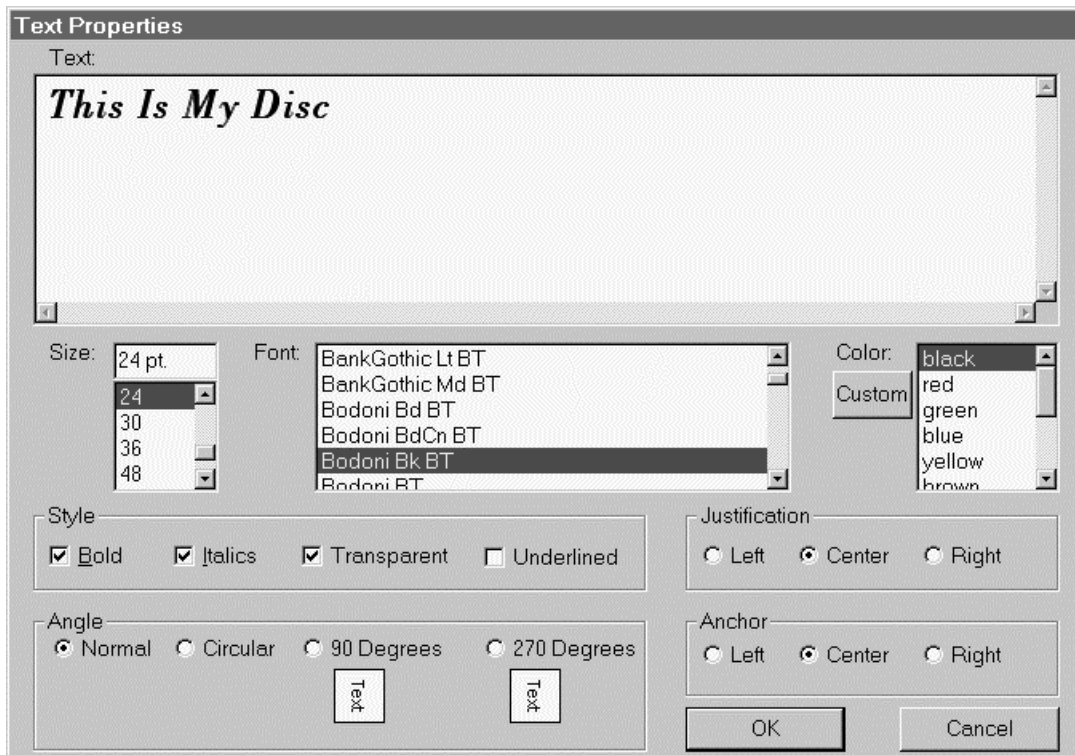 Text Properties
Text:
This Is My Disc
Size:
24 pt.
24
30
36
48
Font:
BankGothic Lt BT
BankGothic Md BT
Bodoni Bd BT
Bodoni BdCn BT
Bodoni Bk BT
Bodoni BT
Color:
Custom
black
red
green
blue
yellow
brown
Style
Bold Italics Transparent Underlined
Justification
Left Center Right
Angle
Normal Circular 90 Degrees 270 Degrees
Text Text
Anchor
Left Center Right
OK Cancel